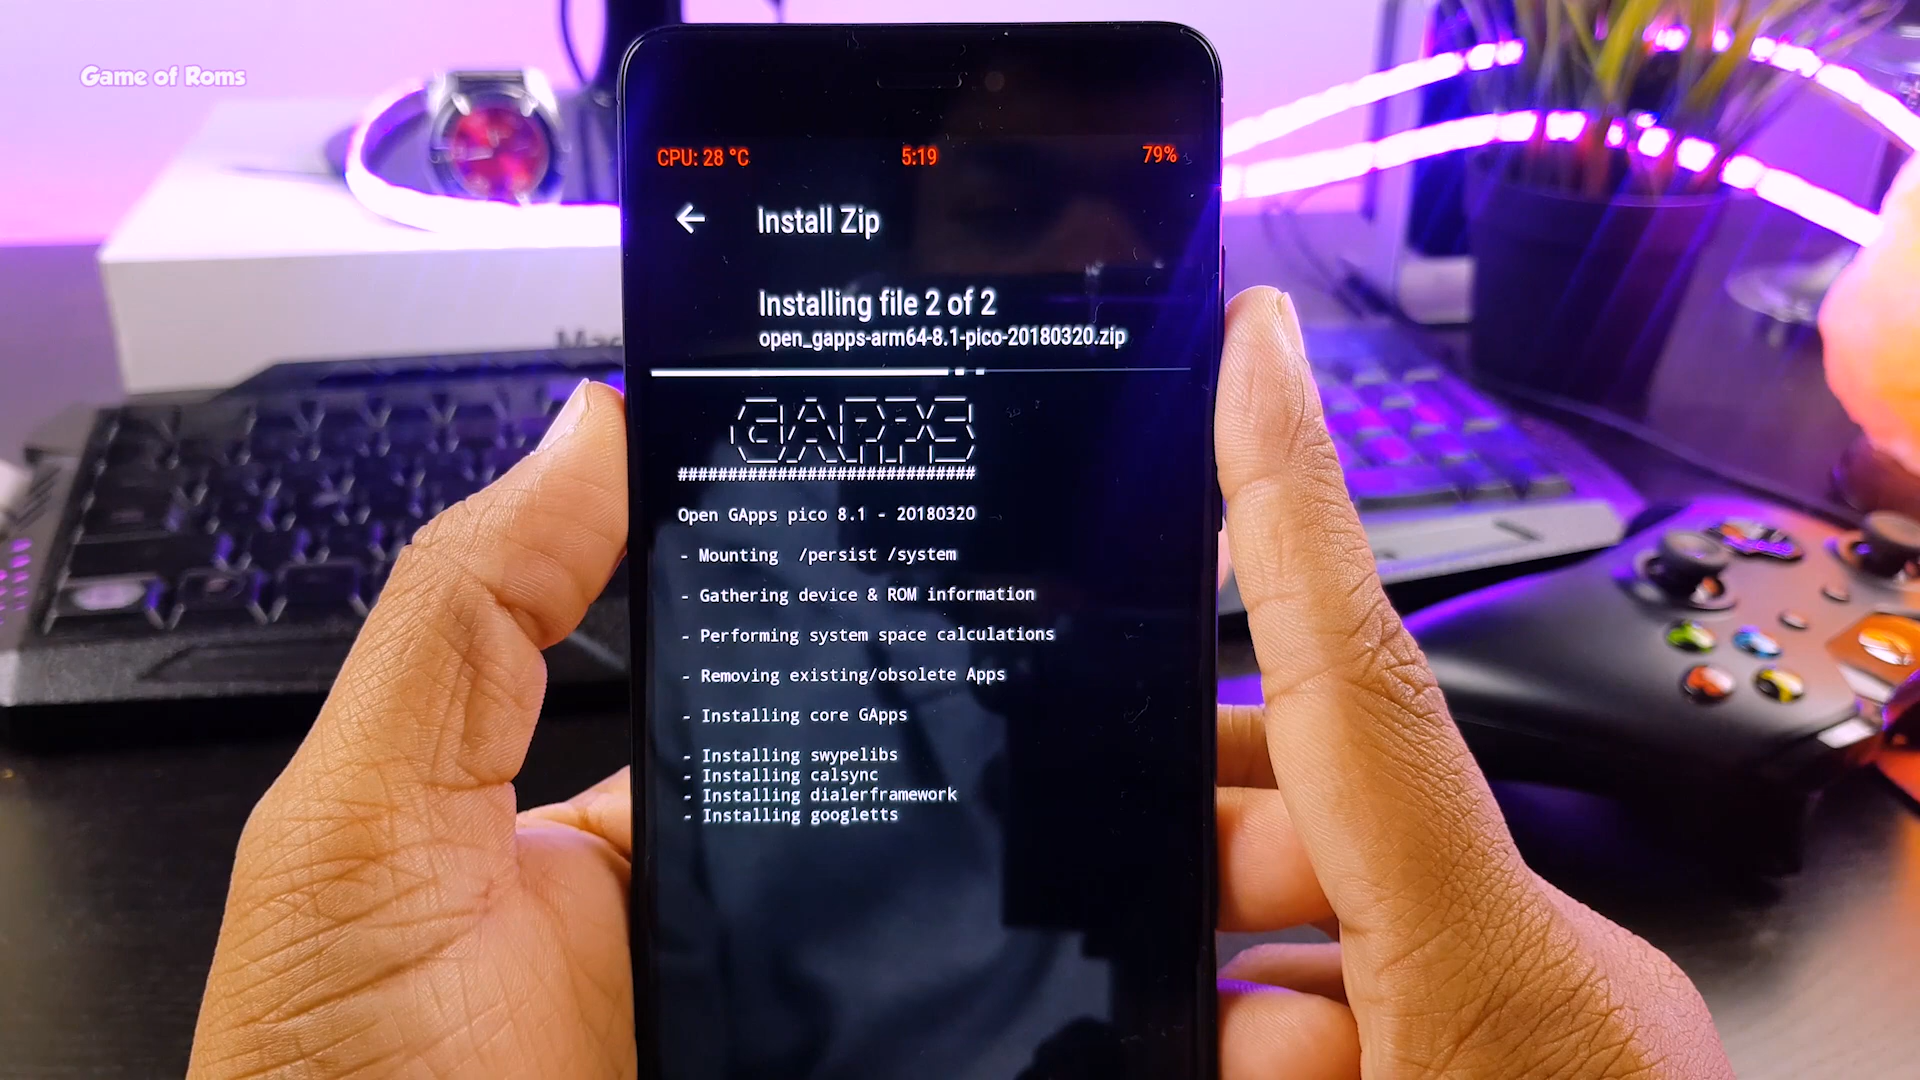 Game of Roms
CPU: 28 °C 5:19 79%
Install Zip
Installing file 2 of 2
open_gapps-arm64-8.1-pico-20180320.zip
GAPPS
##############################
Open GApps pico 8.1 - 20180320
- Mounting /persist /system
- Gathering device & ROM information
- Performing system space calculations
- Removing existing/obsolete Apps
- Installing core GApps
- Installing swypelibs
- Installing calsync
- Installing dialerframework
- Installing googletts